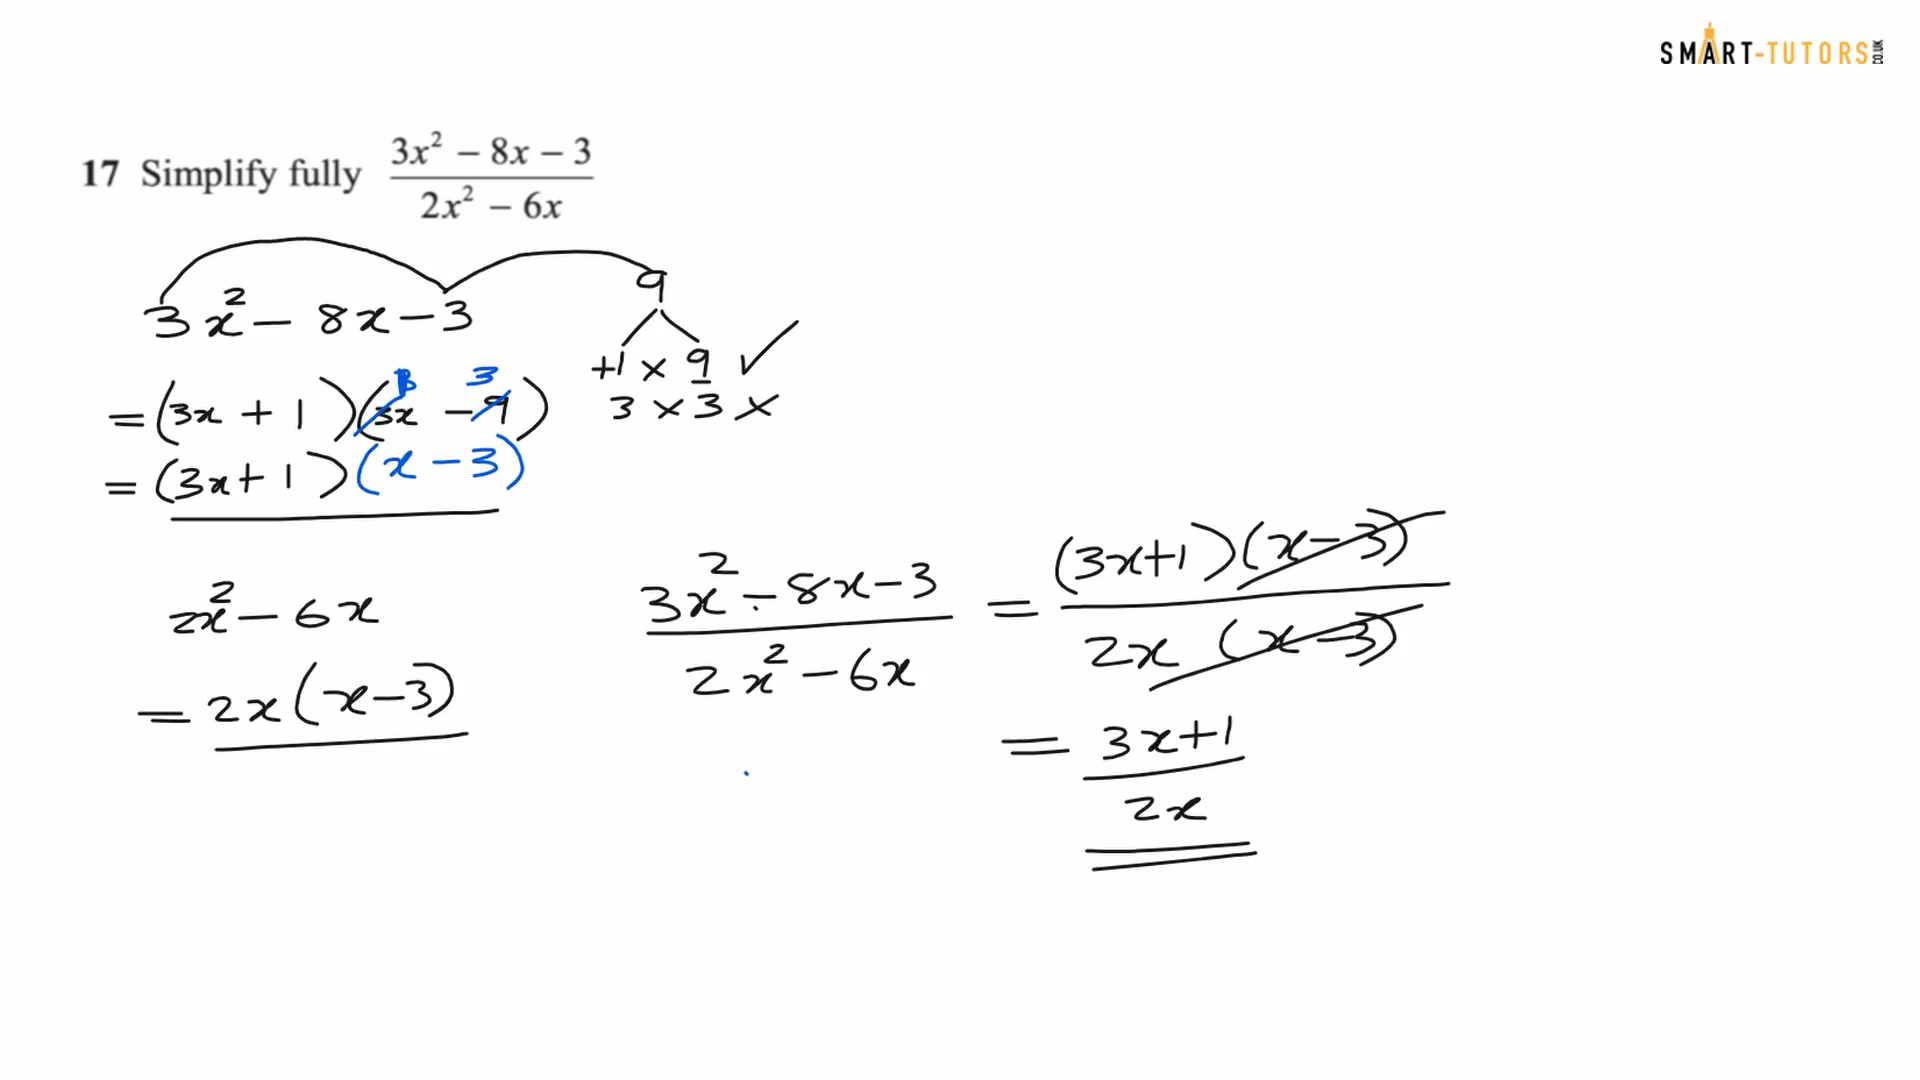 SMART-TUTORS.CO.UK
17 Simplify fully (3x² − 8x − 3)/(2x² − 6x)
3x² − 8x − 3
9
+1 × 9 ✓
3 × 3 ×
= (3x + 1)(3x − 9)
3
= (3x + 1)(x − 3)
2x² − 6x
= 2x(x − 3)
(3x² − 8x − 3)/(2x² − 6x) = (3x+1)(x−3)/2x(x−3)
= (3x+1)/2x